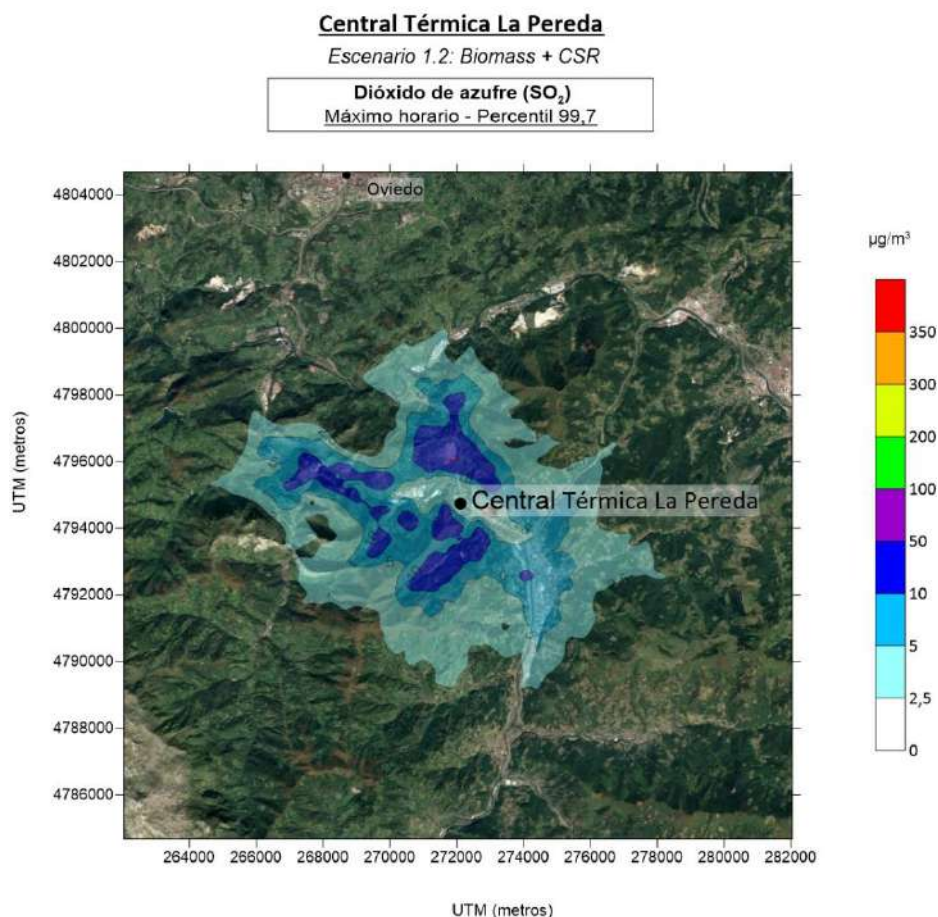 Central Térmica La Pereda
Escenario 1.2: Biomass + CSR
Dióxido de azufre (SO₂)
Máximo horario - Percentil 99,7
UTM (metros)
4804000
4802000
4800000
4798000
4796000
4794000
4792000
4790000
4788000
4786000
Oviedo
Central Térmica La Pereda
264000 266000 268000 270000 272000 274000 276000 278000 280000 282000
UTM (metros)
µg/m³
350
300
200
100
50
10
5
2,5
0